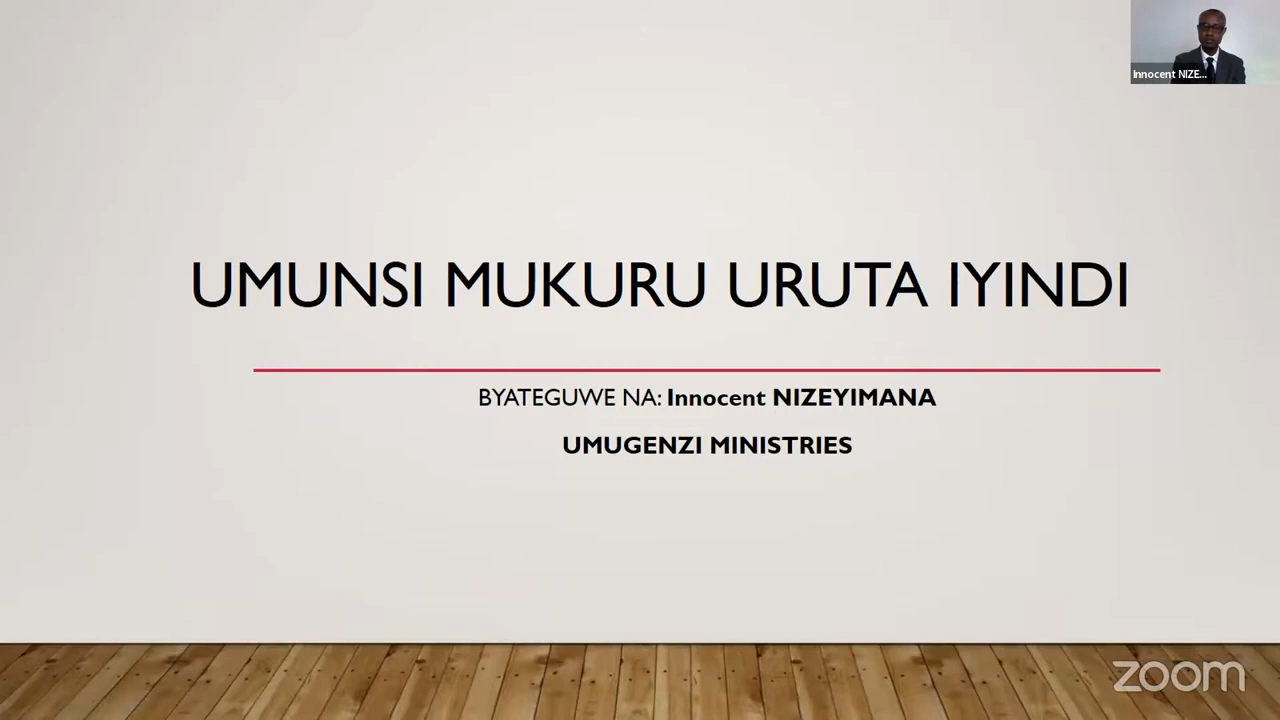 Innocent NIZE...
UMUNSI MUKURU URUTA IYINDI
BYATEGUWE NA: Innocent NIZEYIMANA
UMUGENZI MINISTRIES
zoom